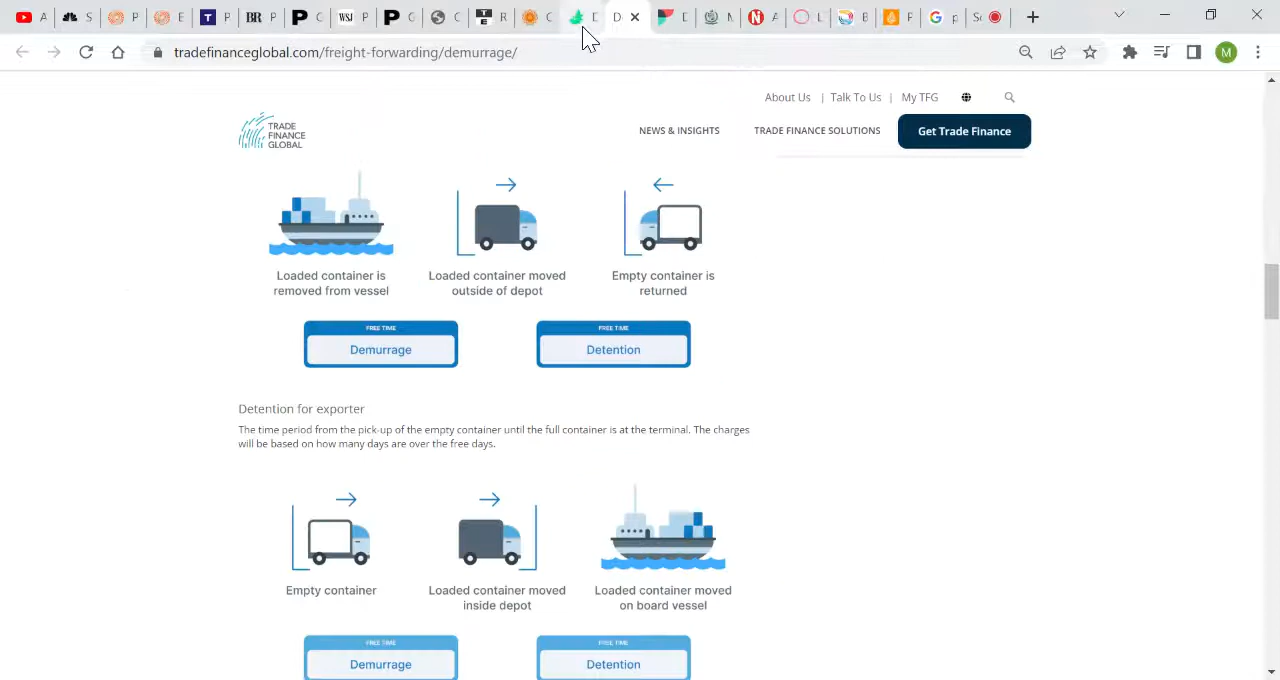 A
S
P
C
T P
BR P
P C
WSJ P
P C
C
T E F
C
D
D
D
N
N A
L
B
F
G p
Sc
tradefinanceglobal.com/freight-forwarding/demurrage/
M
About Us | Talk To Us | My TFG
TRADE
FINANCE
GLOBAL
NEWS & INSIGHTS
TRADE FINANCE SOLUTIONS
Get Trade Finance
Loaded container is
removed from vessel
Loaded container moved
outside of depot
Empty container is
returned
FREE TIME
Demurrage
FREE TIME
Detention
Detention for exporter
The time period from the pick-up of the empty container until the full container is at the terminal. The charges
will be based on how many days are over the free days.
Empty container
Loaded container moved
inside depot
Loaded container moved
on board vessel
FREE TIME
Demurrage
FREE TIME
Detention